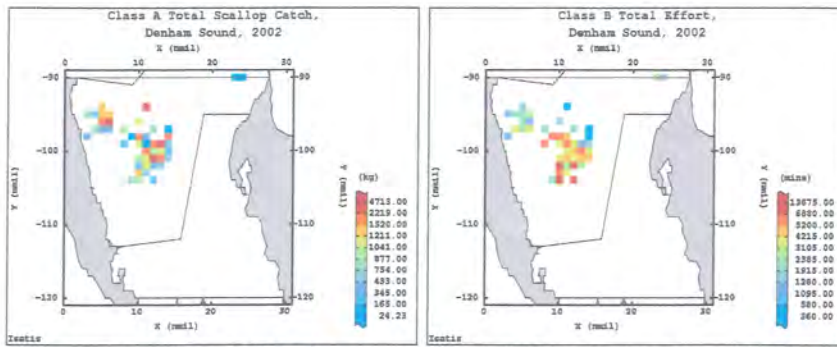 Class A Total Scallop Catch,
Denham Sound, 2002
X (nmil)
0 10 20 30
-90 -90
-100 -100
-110 -110
-120 -120
Y (nmil)
Y (nmil)
0 10 20 30
X (nmil)
(kg)
4713.00
2219.00
1520.00
1211.00
1041.00
877.00
754.00
493.00
345.00
165.00
24.23
Isatis
Class B Total Effort,
Denham Sound, 2002
X (nmil)
0 10 20 30
-90 -90
-100 -100
-110 -110
-120 -120
Y (nmil)
Y (nmil)
0 10 20 30
X (nmil)
(mins)
13675.00
6880.00
5200.00
4215.00
3105.00
2385.00
1915.00
1360.00
1095.00
580.00
260.00
Isatis